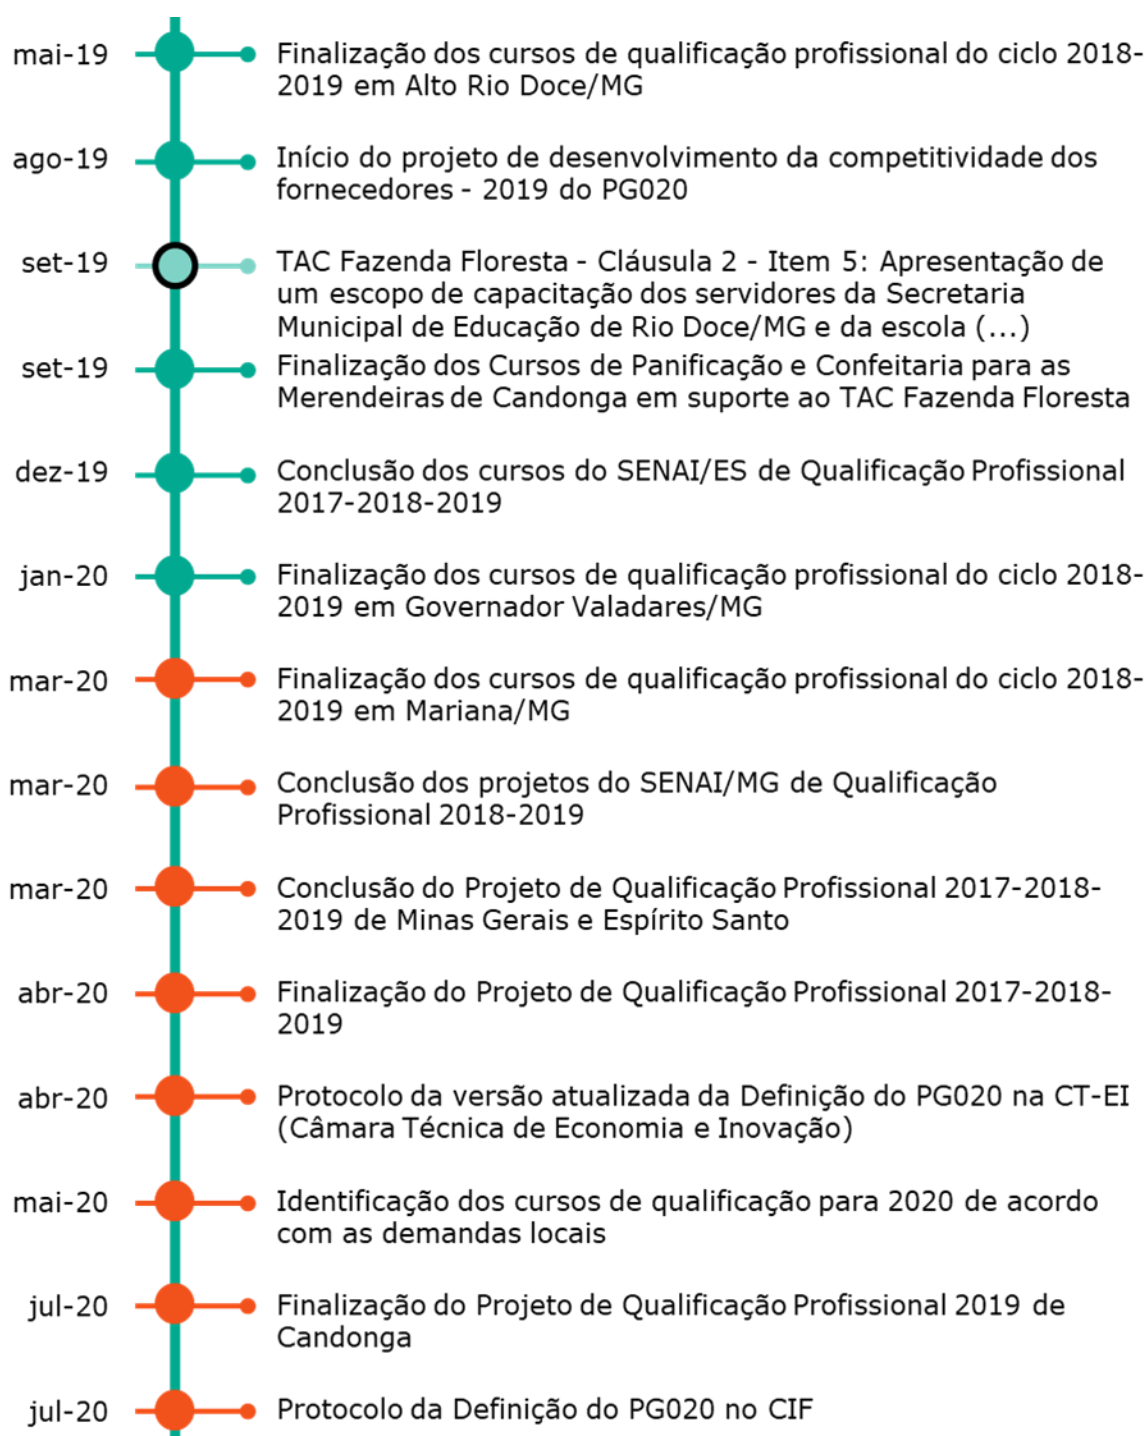 mai-19
Finalização dos cursos de qualificação profissional do ciclo 2018-
2019 em Alto Rio Doce/MG
ago-19
Início do projeto de desenvolvimento da competitividade dos
fornecedores - 2019 do PG020
set-19
TAC Fazenda Floresta - Cláusula 2 - Item 5: Apresentação de
um escopo de capacitação dos servidores da Secretaria
Municipal de Educação de Rio Doce/MG e da escola (...)
set-19
Finalização dos Cursos de Panificação e Confeitaria para as
Merendeiras de Candonga em suporte ao TAC Fazenda Floresta
dez-19
Conclusão dos cursos do SENAI/ES de Qualificação Profissional
2017-2018-2019
jan-20
Finalização dos cursos de qualificação profissional do ciclo 2018-
2019 em Governador Valadares/MG
mar-20
Finalização dos cursos de qualificação profissional do ciclo 2018-
2019 em Mariana/MG
mar-20
Conclusão dos projetos do SENAI/MG de Qualificação
Profissional 2018-2019
mar-20
Conclusão do Projeto de Qualificação Profissional 2017-2018-
2019 de Minas Gerais e Espírito Santo
abr-20
Finalização do Projeto de Qualificação Profissional 2017-2018-
2019
abr-20
Protocolo da versão atualizada da Definição do PG020 na CT-EI
(Câmara Técnica de Economia e Inovação)
mai-20
Identificação dos cursos de qualificação para 2020 de acordo
com as demandas locais
jul-20
Finalização do Projeto de Qualificação Profissional 2019 de
Candonga
jul-20
Protocolo da Definição do PG020 no CIF